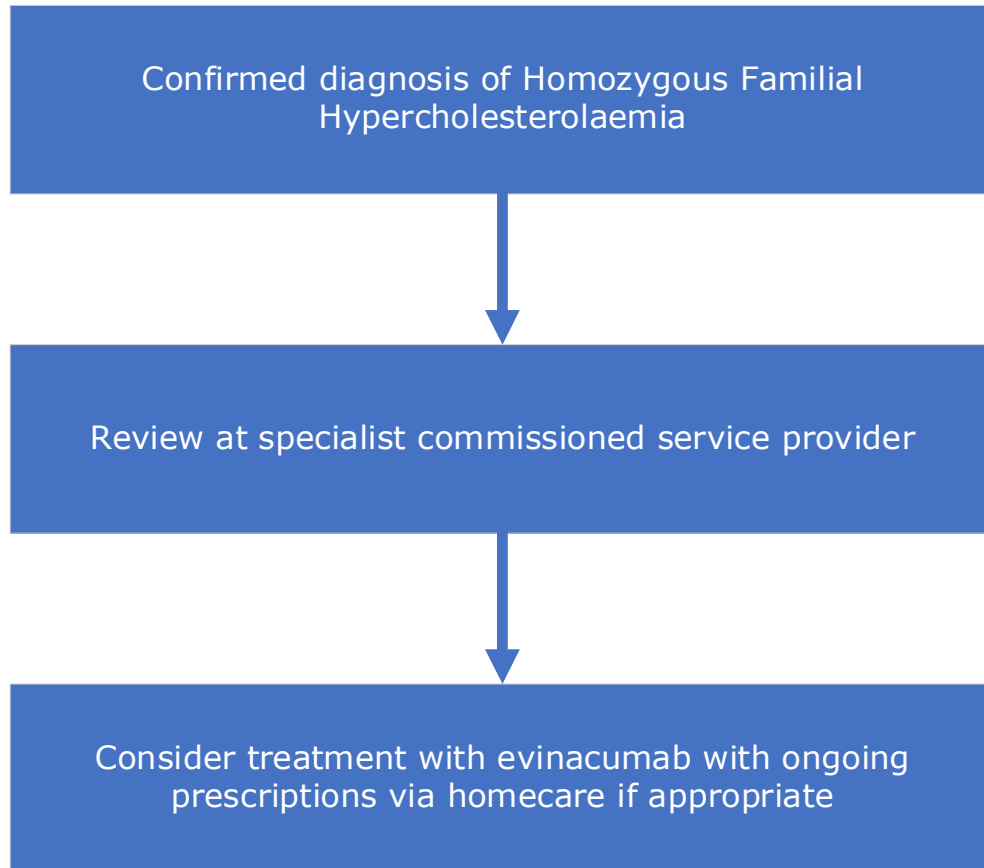 Confirmed diagnosis of Homozygous Familial
Hypercholesterolaemia
Review at specialist commissioned service provider
Consider treatment with evinacumab with ongoing
prescriptions via homecare if appropriate